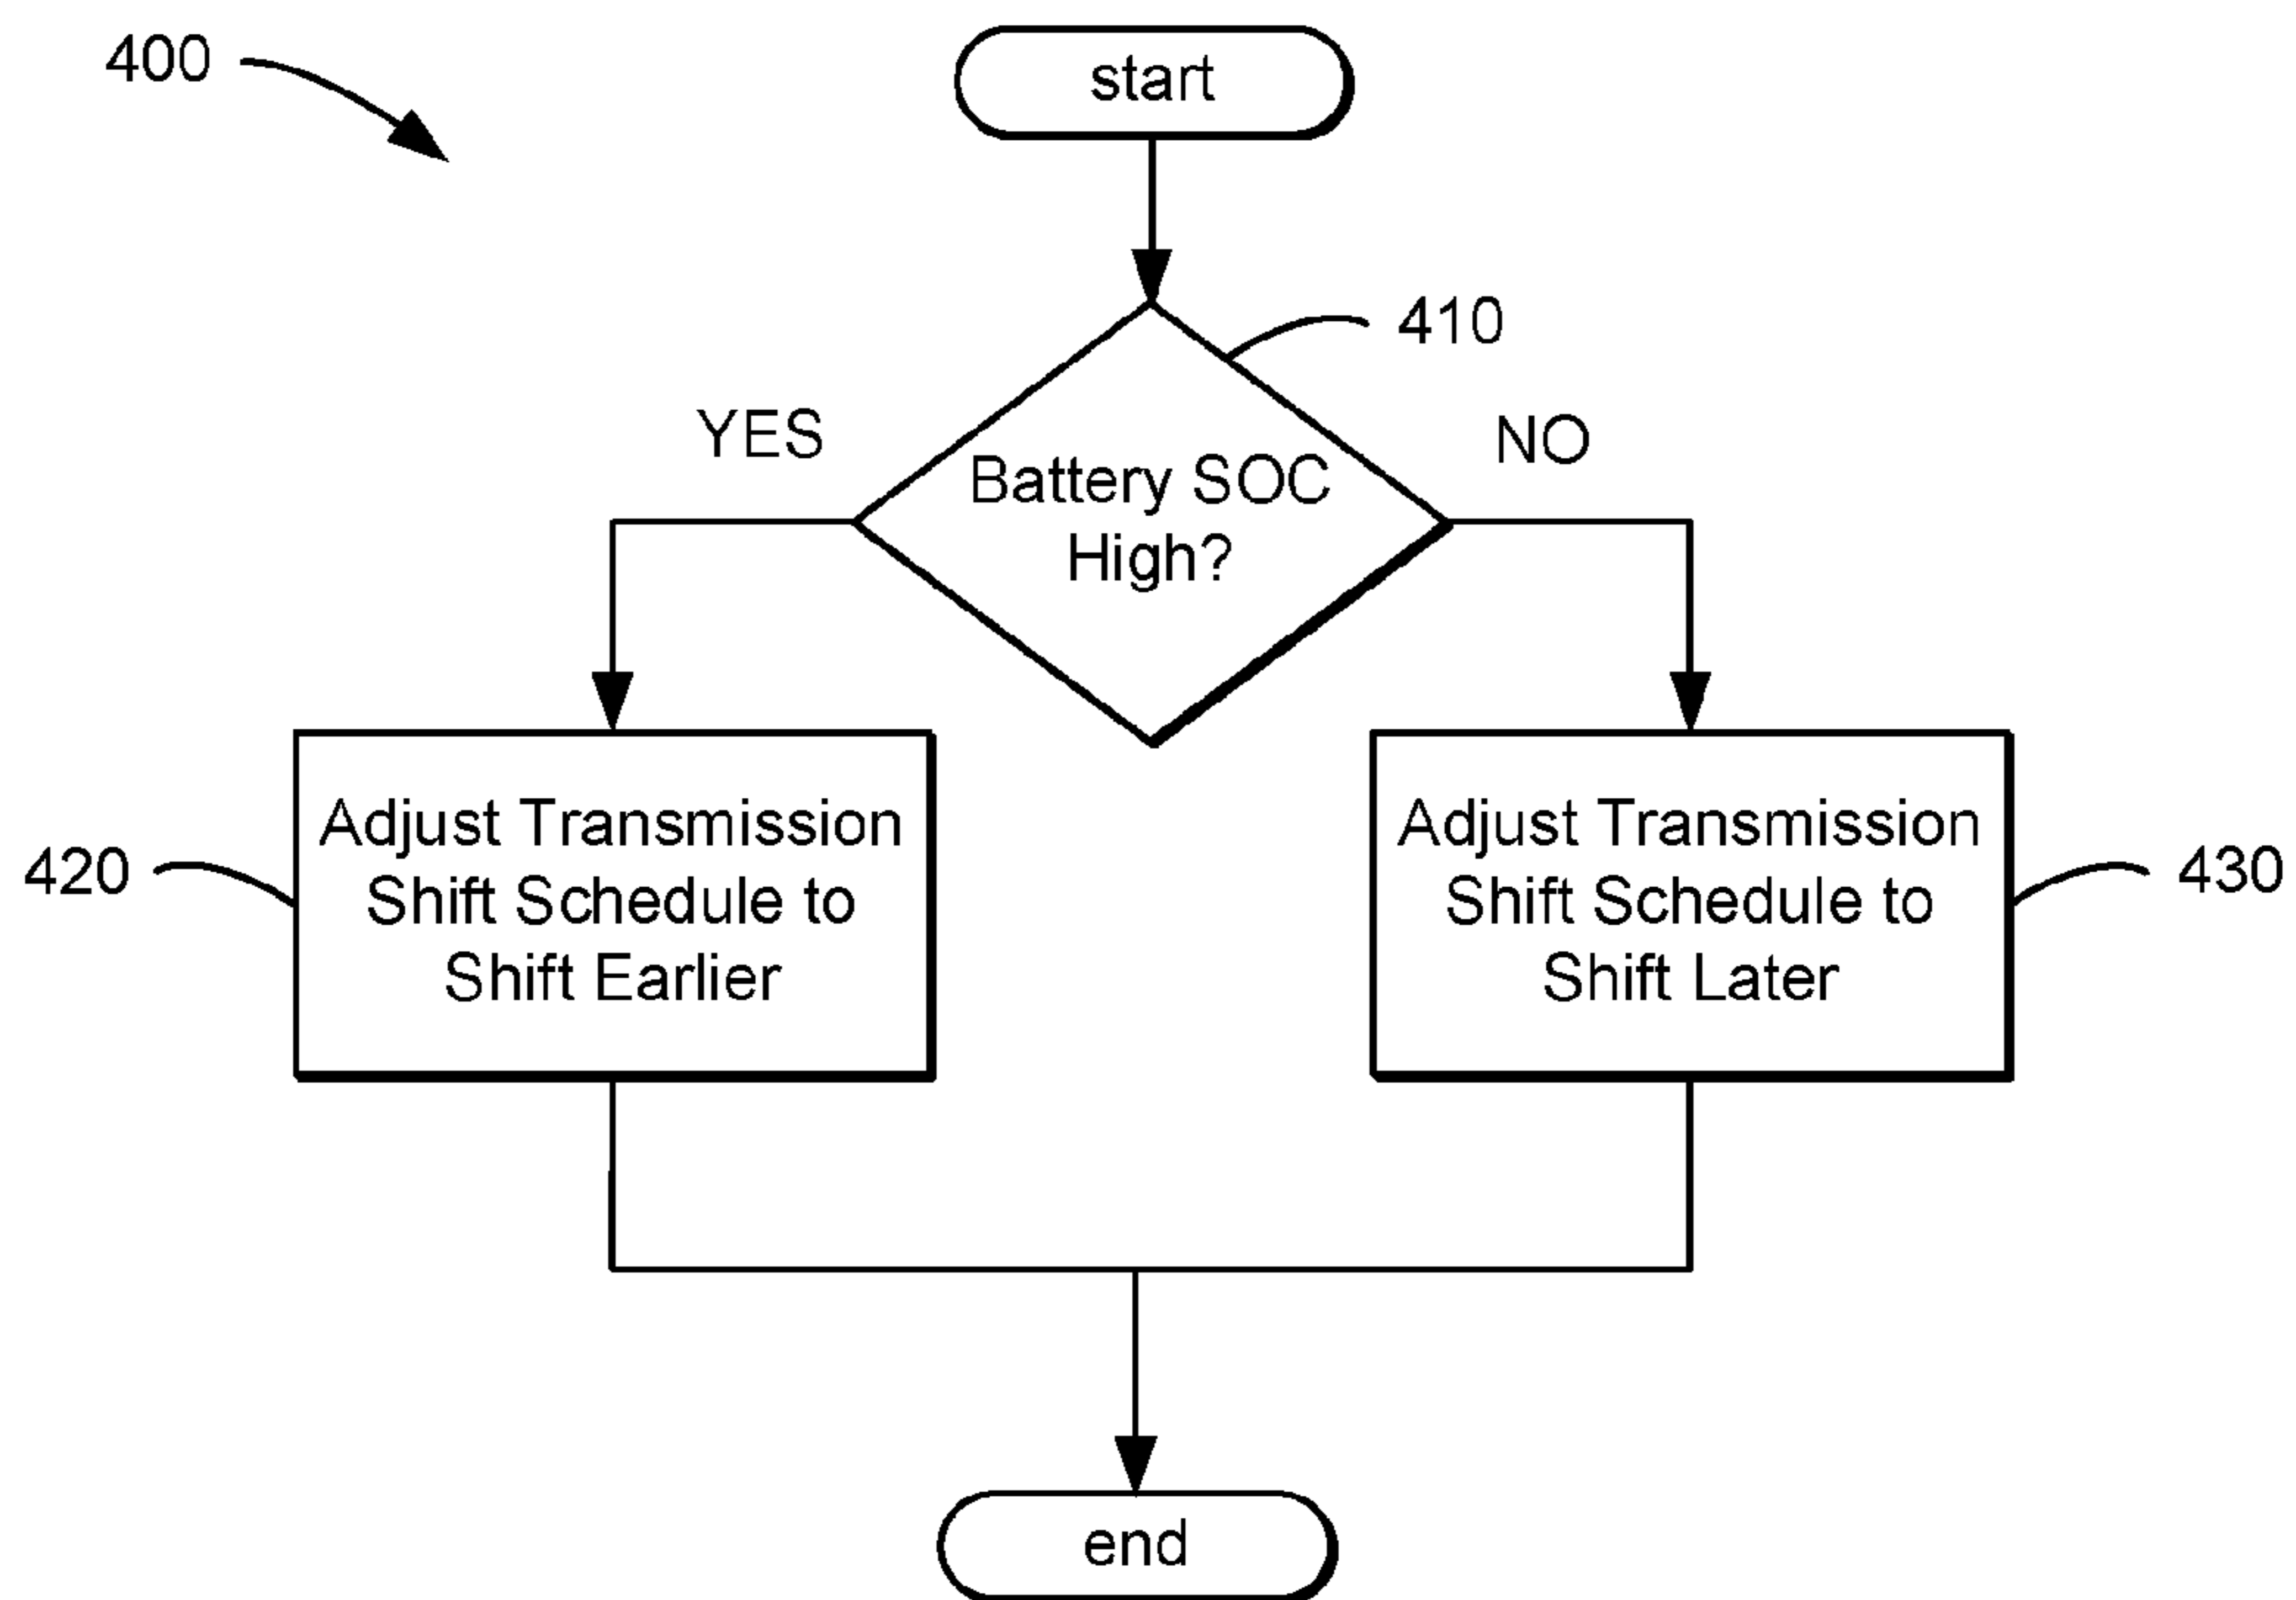 400
start
410
YES
NO
Battery SOC
High?
Adjust Transmission
Shift Schedule to
Shift Earlier
420
Adjust Transmission
Shift Schedule to
Shift Later
430
end